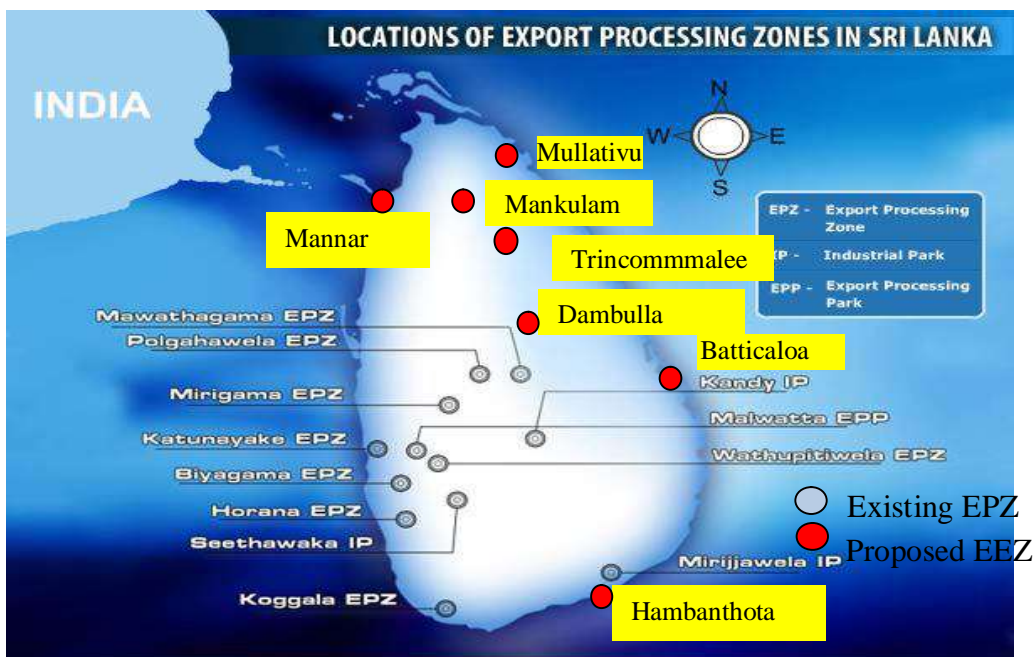 LOCATIONS OF EXPORT PROCESSING ZONES IN SRI LANKA
INDIA
N
W
E
S
Mullativu
Mannar
Mankulam
Trincommmalee
Dambulla
Batticaloa
EPZ - Export Processing
Zone
IP - Industrial Park
EPP - Export Processing
Park
Mawathagama EPZ
Polgahawela EPZ
Mirigama EPZ
Katunayake EPZ
Biyagama EPZ
Horana EPZ
Seethawaka IP
Koggala EPZ
Kandy IP
Malwatta EPP
Wathupitiwela EPZ
Existing EPZ
Proposed EEZ
Mirijjawela IP
Hambanthota